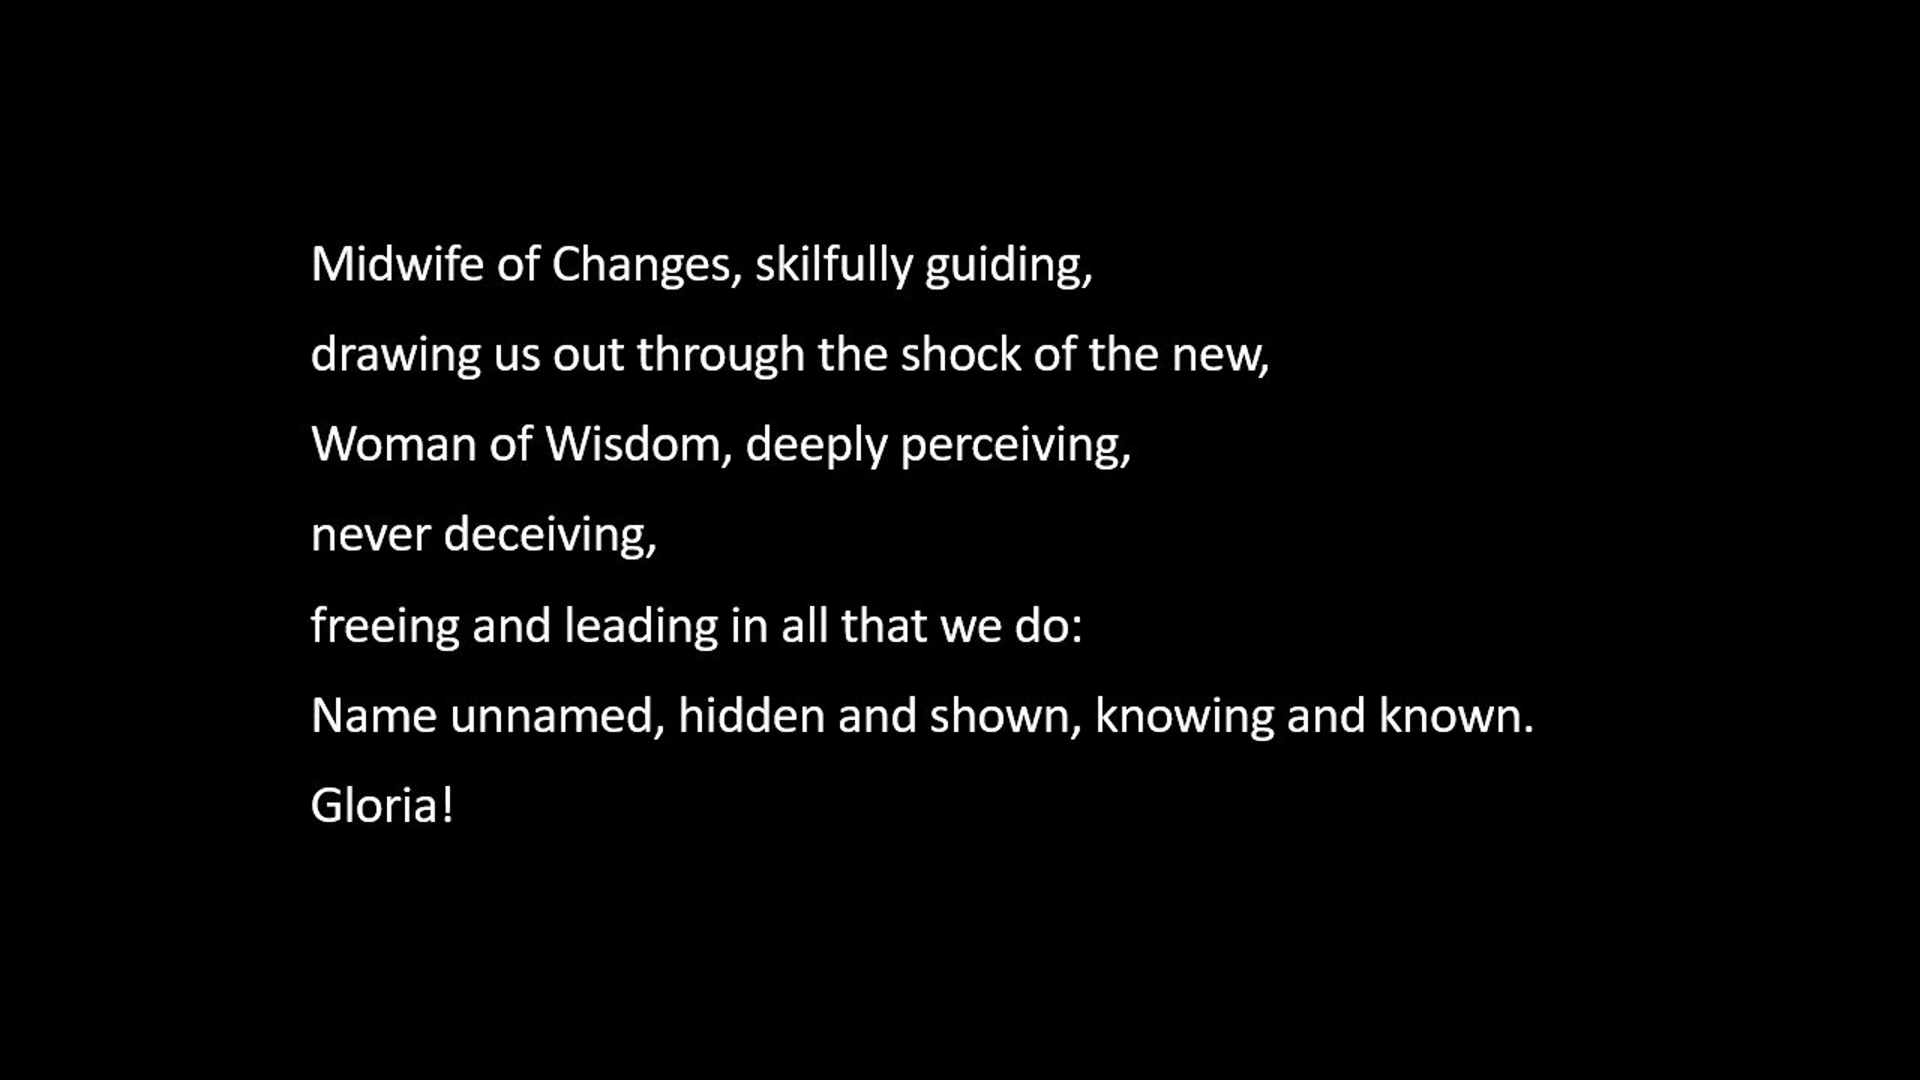 Midwife of Changes, skilfully guiding,
drawing us out through the shock of the new,
Woman of Wisdom, deeply perceiving,
never deceiving,
freeing and leading in all that we do:
Name unnamed, hidden and shown, knowing and known.
Gloria!